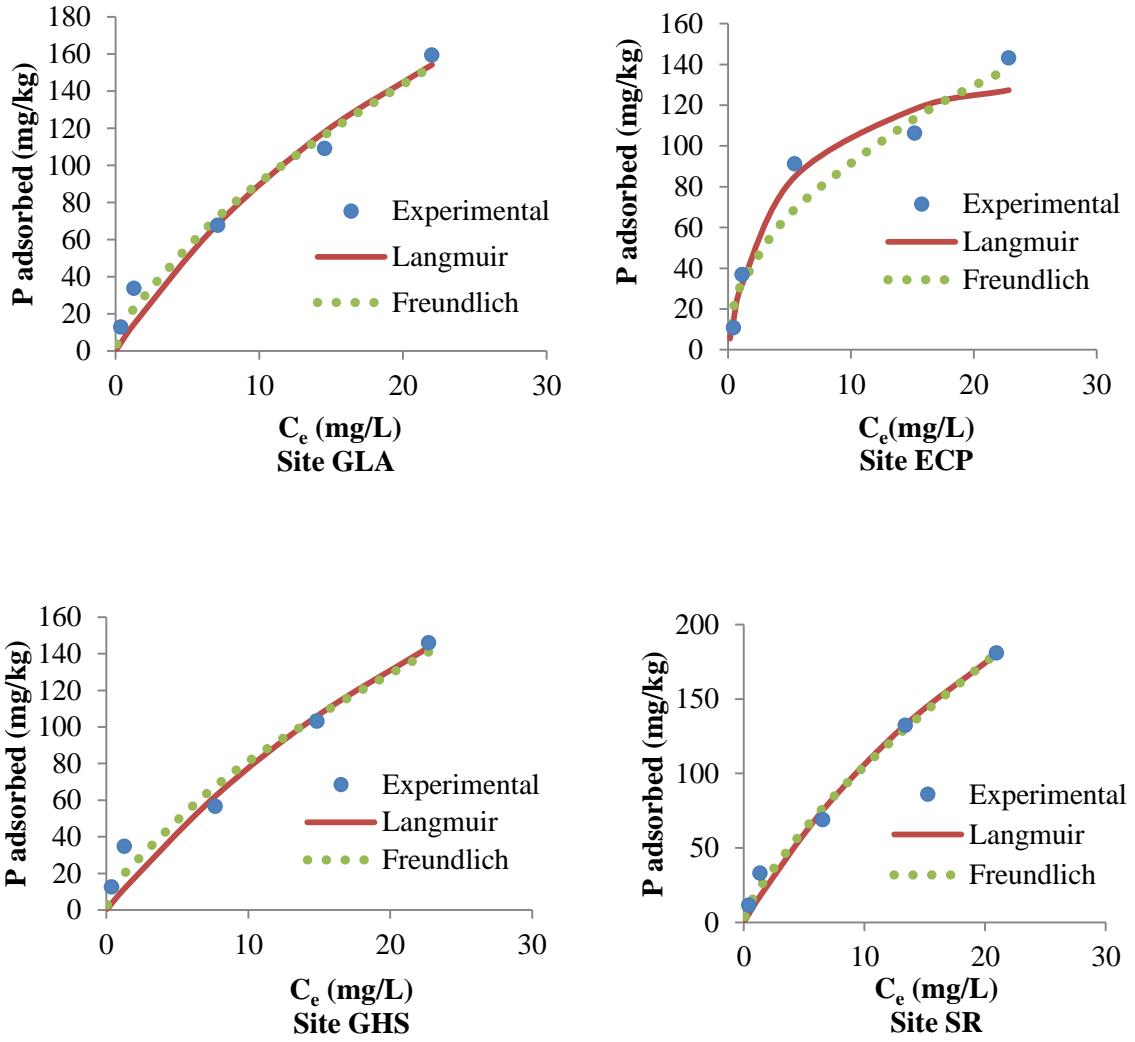 P adsorbed (mg/kg)
180
160
140
120
100
80
60
40
20
0
0 10 20 30
Experimental
Langmuir
Freundlich
Cₑ (mg/L)
Site GLA
P adsorbed (mg/kg)
160
140
120
100
80
60
40
20
0
0 10 20 30
Experimental
Langmuir
Freundlich
Cₑ(mg/L)
Site ECP
P adsorbed (mg/kg)
160
140
120
100
80
60
40
20
0
0 10 20 30
Experimental
Langmuir
Freundlich
Cₑ (mg/L)
Site GHS
P adsorbed (mg/kg)
200
150
100
50
0
0 10 20 30
Experimental
Langmuir
Freundlich
Cₑ (mg/L)
Site SR